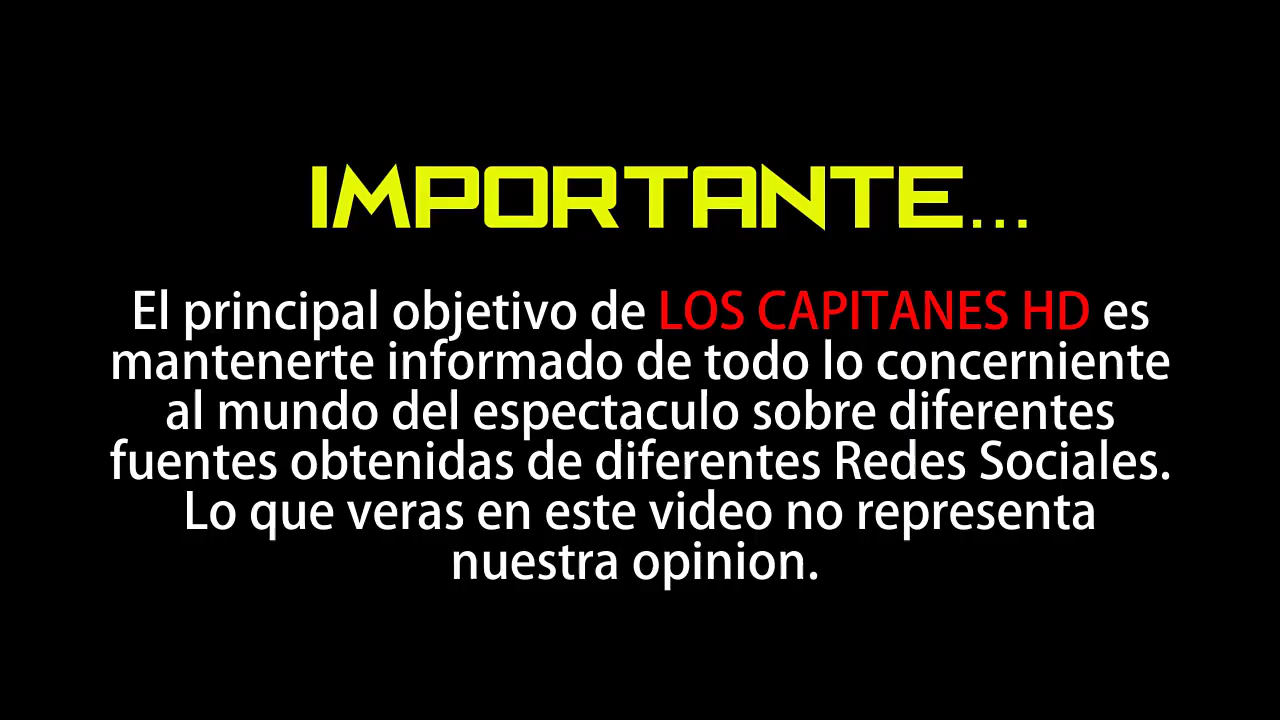 IMPORTANTE...
El principal objetivo de LOS CAPITANES HD es
mantenerte informado de todo lo concerniente
al mundo del espectaculo sobre diferentes
fuentes obtenidas de diferentes Redes Sociales.
Lo que veras en este video no representa
nuestra opinion.